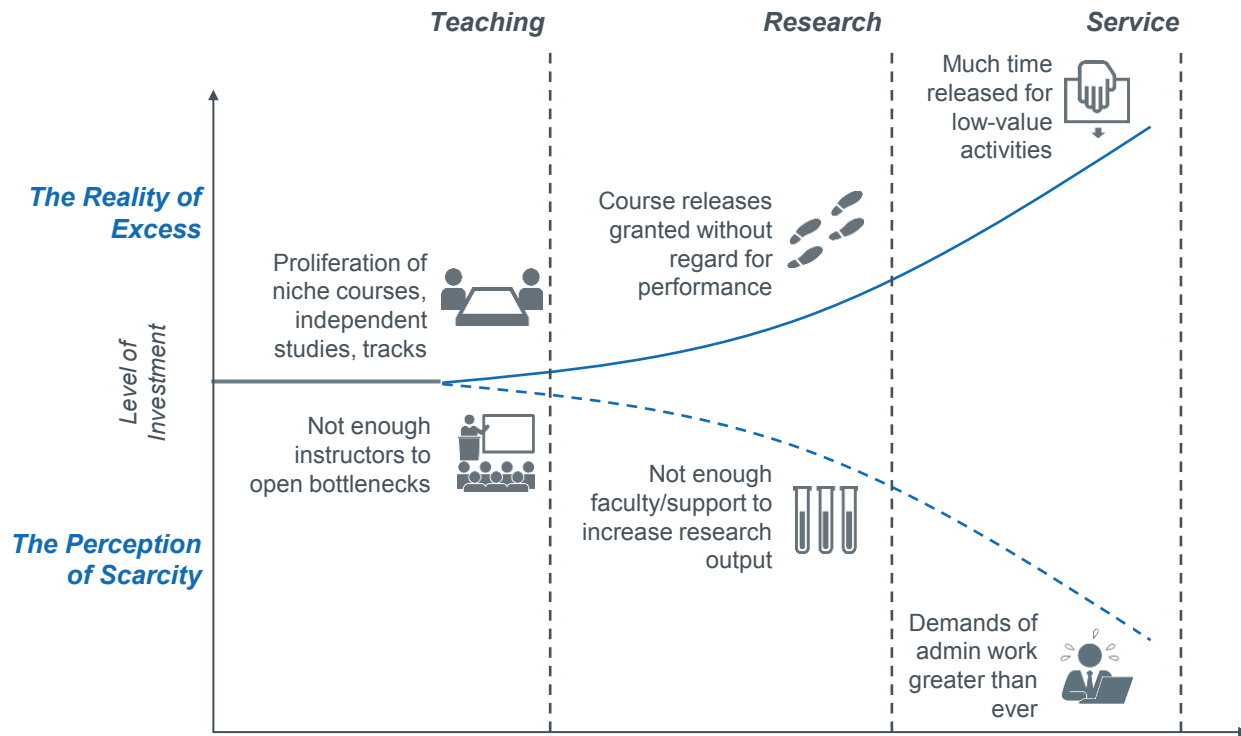 Teaching
Research
Service
Much time
released for
low-value
activities
The Reality of
Excess
Course releases
granted without
regard for
performance
Proliferation of
niche courses,
independent
studies, tracks
Level of
Investment
Not enough
instructors to
open bottlenecks
Not enough
faculty/support to
increase research
output
The Perception
of Scarcity
Demands of
admin work
greater than
ever